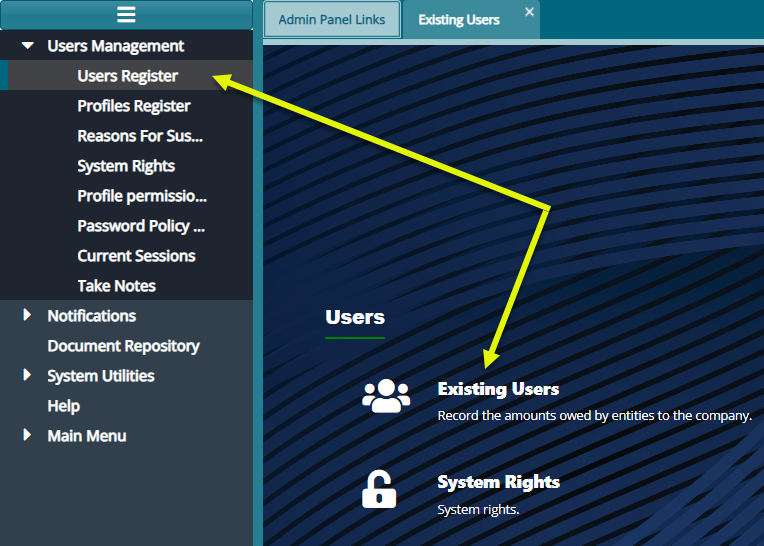 Admin Panel Links
Existing Users
×
Users Management
Users Register
Profiles Register
Reasons For Sus...
System Rights
Profile permissio...
Password Policy ...
Current Sessions
Take Notes
Notifications
Document Repository
System Utilities
Help
Main Menu
Users
Existing Users
Record the amounts owed by entities to the company.
System Rights
System rights.